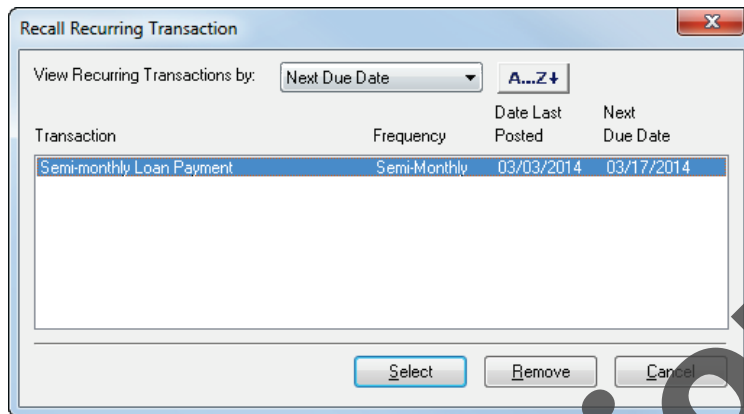 Recall Recurring Transaction
View Recurring Transactions by: Next Due Date A...Z↓
Date Last Next
Transaction Frequency Posted Due Date
Semi-monthly Loan Payment Semi-Monthly 03/03/2014 03/17/2014
Select Remove Cancel